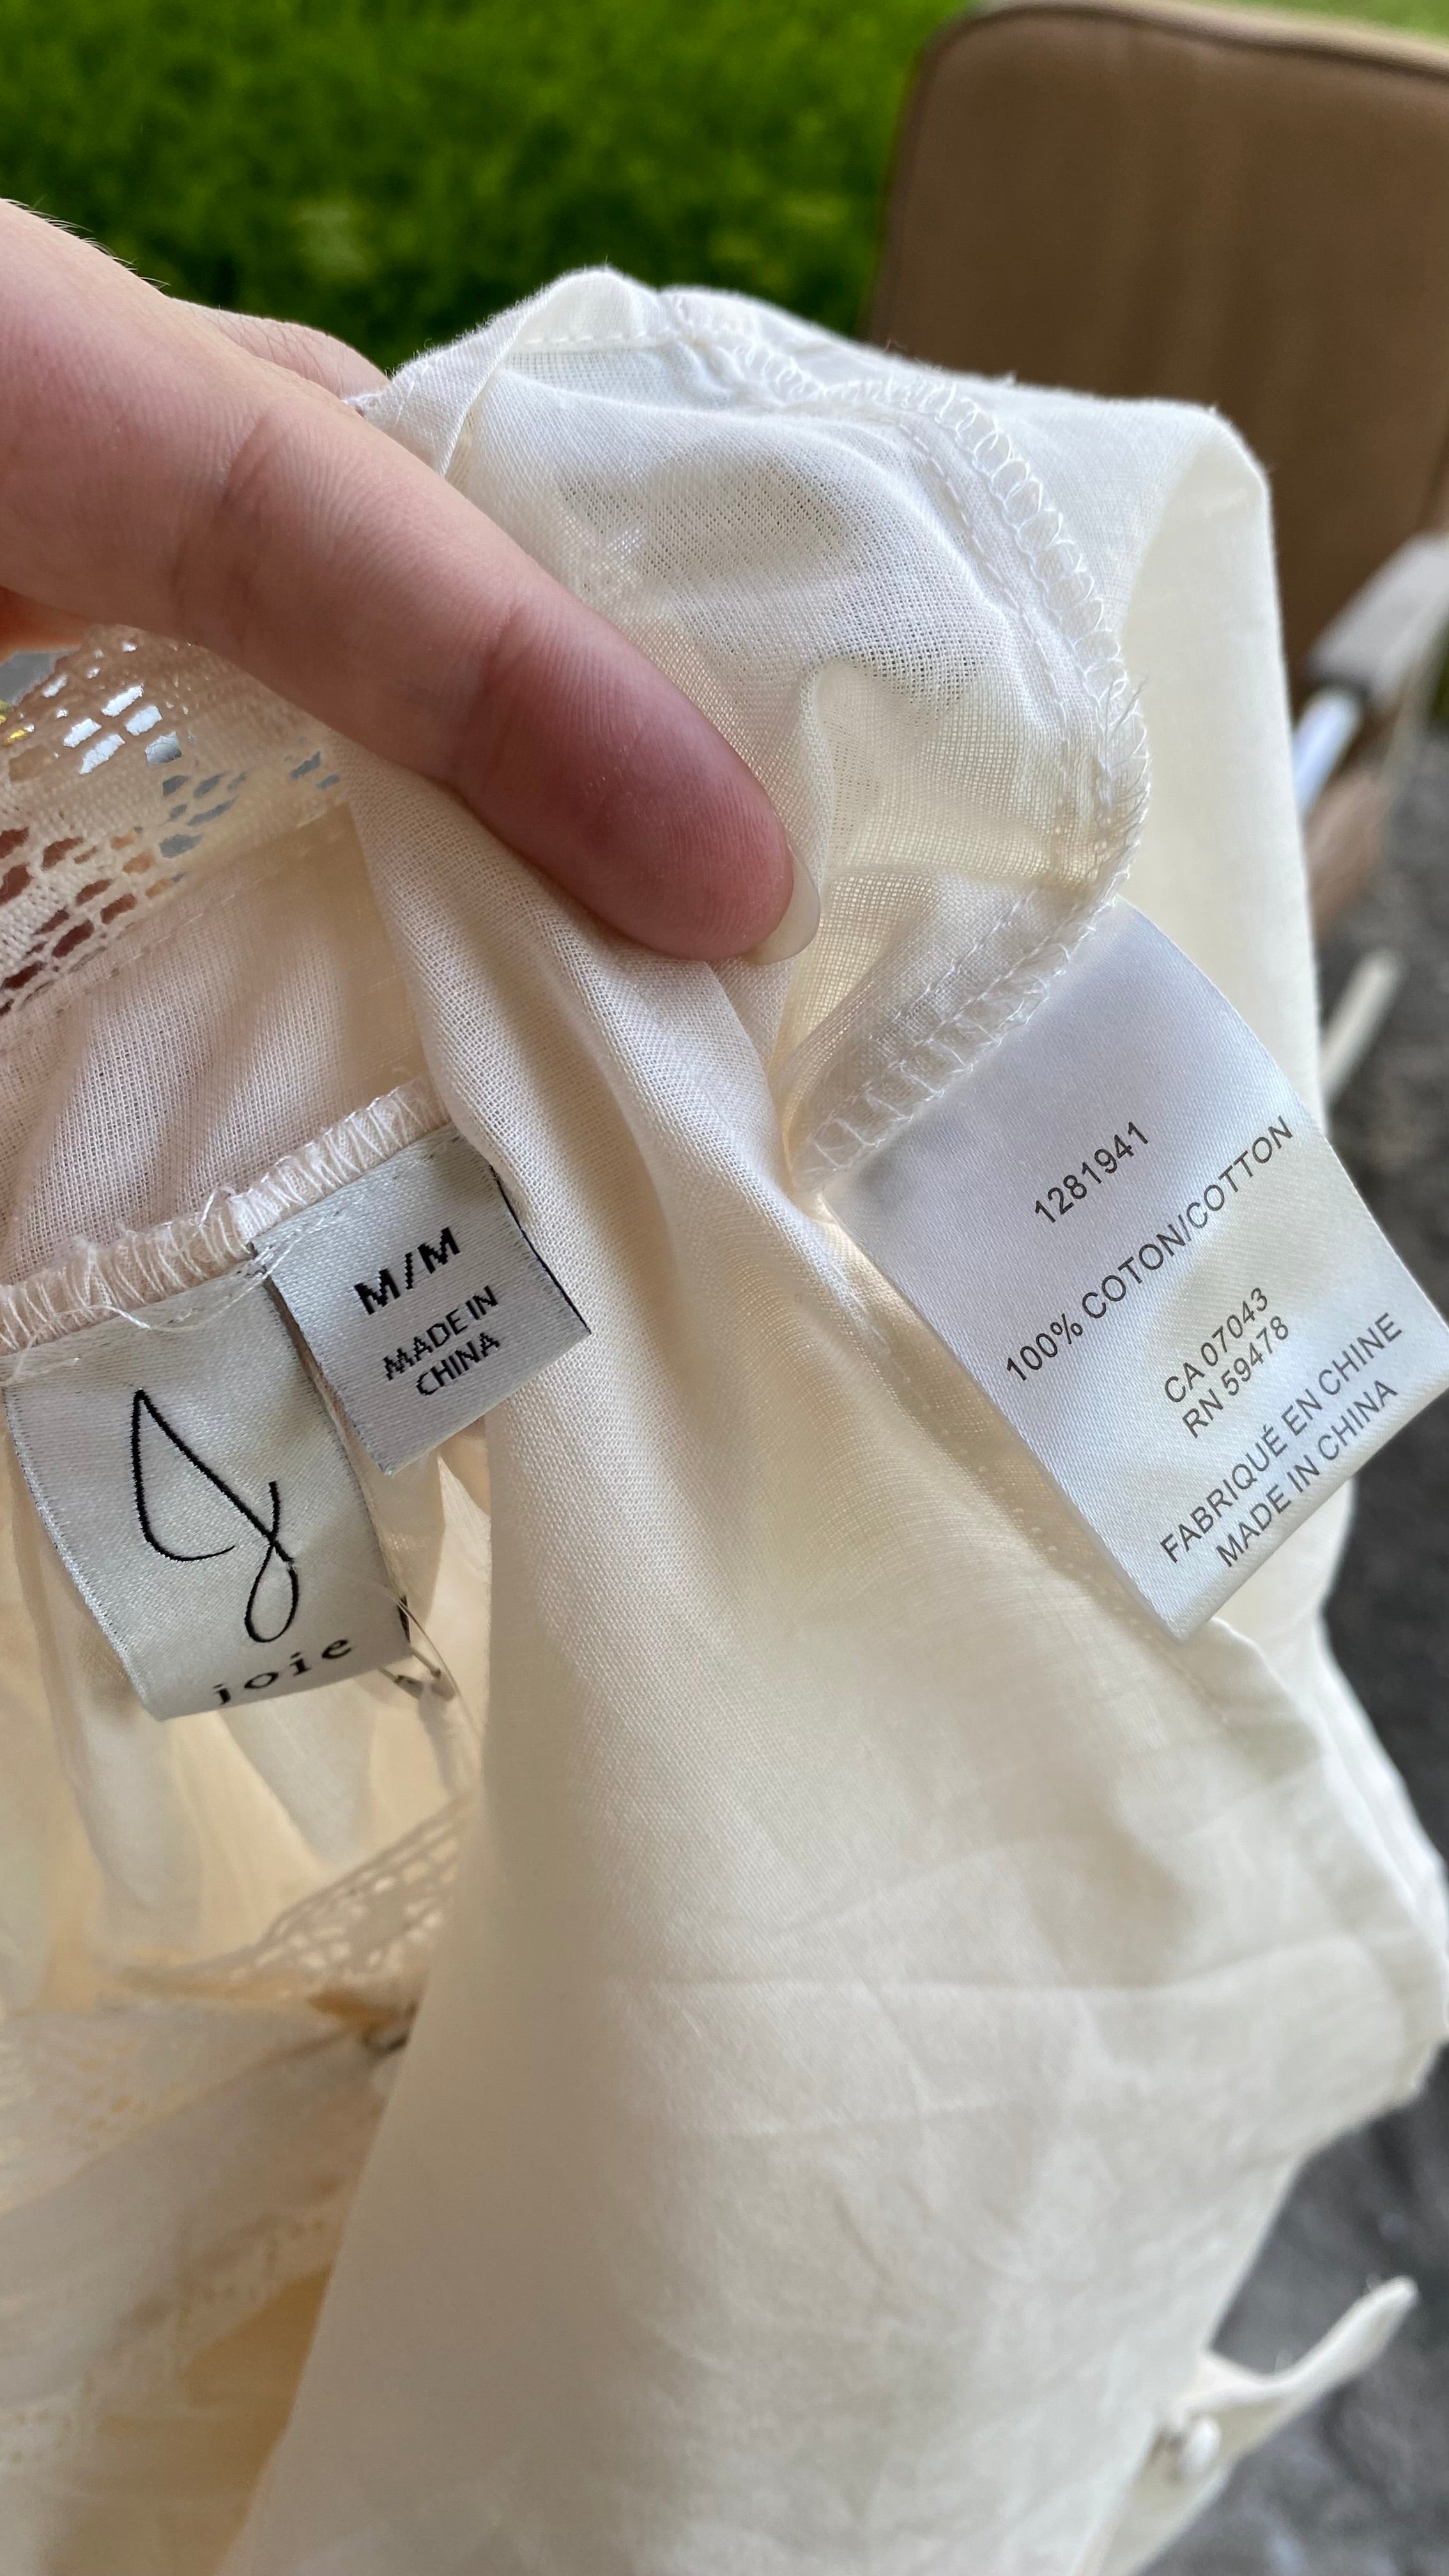 M/M
MADE IN
CHINA
J
joie
1281941
100% COTON/COTTON
CA 07043
RN 59478
FABRIQUÉ EN CHINE
MADE IN CHINA